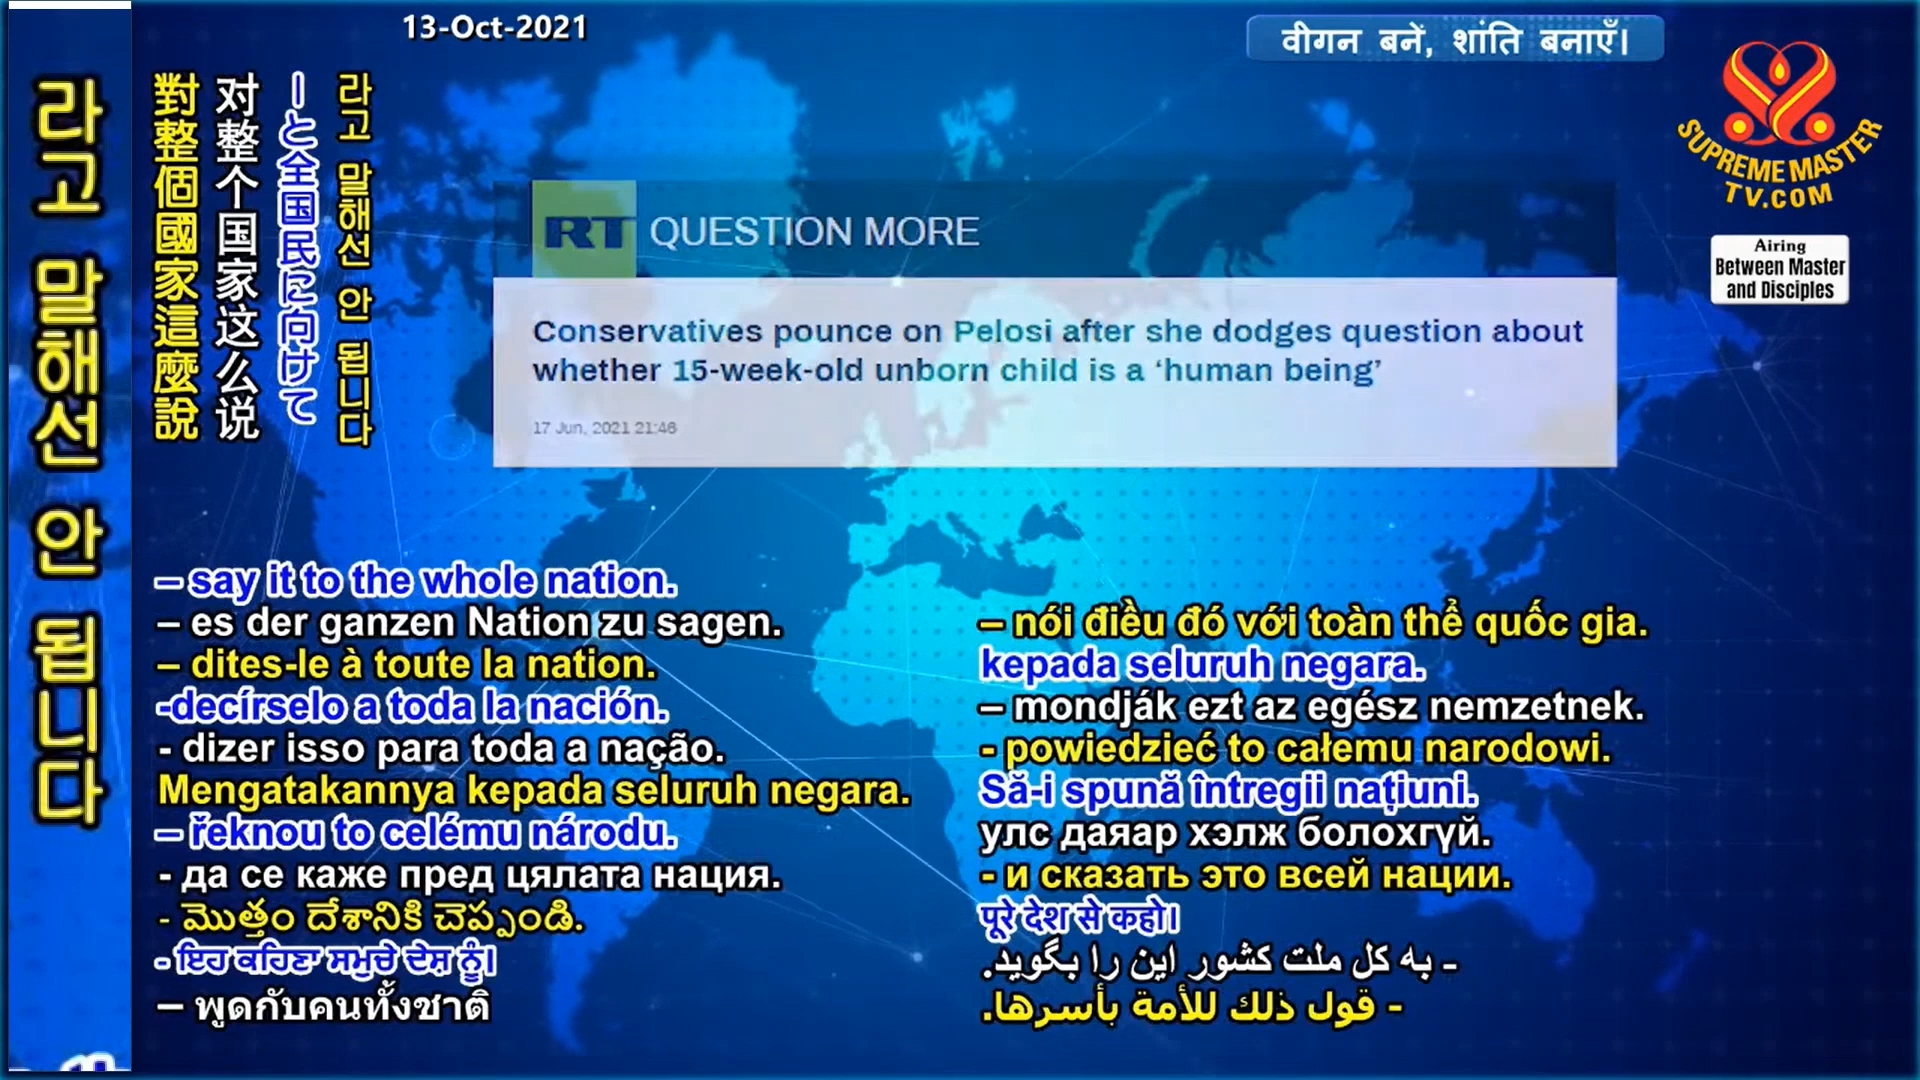 13-Oct-2021
वीगन बनें, शांति बनाएँ।
SUPREME MASTER
TV.COM
Airing
Between Master
and Disciples
라고 말해선 안 됩니다
對整個國家這麼說
对整个国家这么说
ーと全国民に向けて
라고 말해선 안 됩니다
RT QUESTION MORE
Conservatives pounce on Pelosi after she dodges question about
whether 15-week-old unborn child is a ‘human being’
17 Jun, 2021 21:46
– say it to the whole nation.
– es der ganzen Nation zu sagen.
– dites-le à toute la nation.
-decírselo a toda la nación.
- dizer isso para toda a nação.
Mengatakannya kepada seluruh negara.
– řeknou to celému národu.
- да се каже пред цялата нация.
- మొత్తం దేశానికి చెప్పండి.
- ਇਹ ਕਹਿਣਾ ਸਮੁਚੇ ਦੇਸ਼ ਨੂੰ।
– พูดกับคนทั้งชาติ
– nói điều đó với toàn thể quốc gia.
kepada seluruh negara.
– mondják ezt az egész nemzetnek.
- powiedzieć to całemu narodowi.
Să-i spună întregii națiuni.
улс даяар хэлж болохгүй.
- и сказать это всей нации.
पूरे देश से कहो।
- به کل ملت کشور این را بگوید.
- قول ذلك للأمة بأسرها.